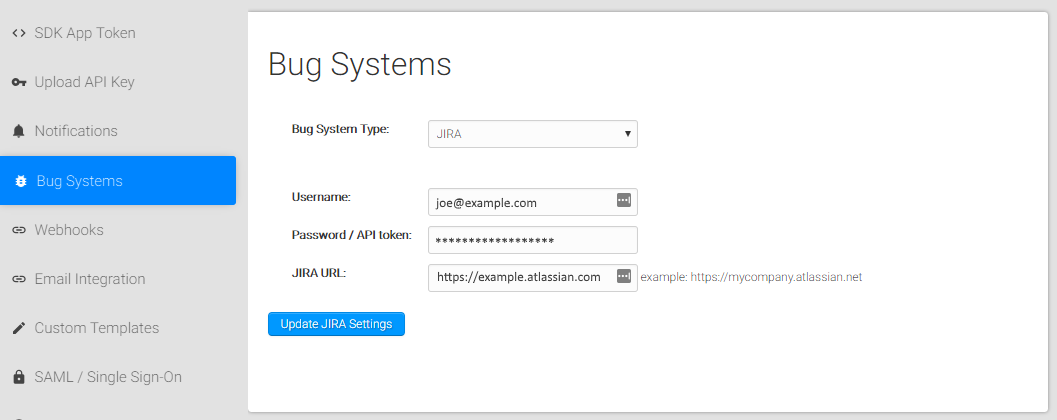 SDK App Token
Upload API Key
Notifications
Bug Systems
Webhooks
Email Integration
Custom Templates
SAML / Single Sign-On
Bug Systems
Bug System Type: JIRA
Username: joe@example.com
Password / API token: ******************
JIRA URL: https://example.atlassian.com example: https://mycompany.atlassian.net
Update JIRA Settings